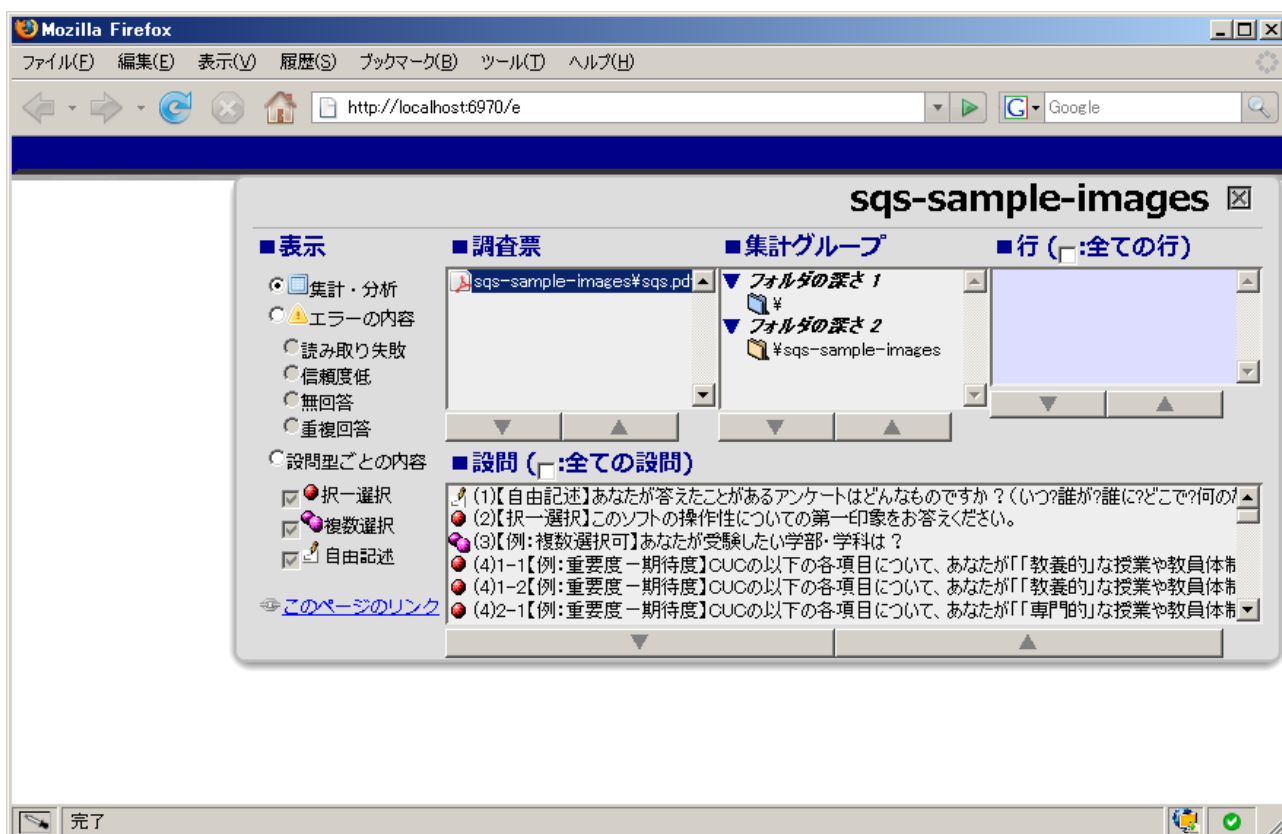 Mozilla Firefox
ファイル(F) 編集(E) 表示(V) 履歴(S) ブックマーク(B) ツール(T) ヘルプ(H)
http://localhost:6970/e
G Google
sqs-sample-images
■表示
集計・分析
エラーの内容
読み取り失敗
信頼度低
無回答
重複回答
設問型ごとの内容
択一選択
複数選択
自由記述
このページのリンク
■調査票
sqs-sample-images¥sqs.pd
■集計グループ
▼ フォルダの深さ 1
¥
▼ フォルダの深さ 2
¥sqs-sample-images
■行 (□:全ての行)
▼ ▲
▼ ▲
▼ ▲
■設問 (□:全ての設問)
(1)【自由記述】あなたが答えたことがあるアンケートはどんなものですか？(いつ?誰が?誰に?どこで?何の
(2)【択一選択】このソフトの操作性についての第一印象をお答えください。
(3)【例:複数選択可】あなたが受験したい学部・学科は？
(4)1-1【例:重要度－期待度】CUCの以下の各項目について、あなたが「「教養的」な授業や教員体制
(4)1-2【例:重要度－期待度】CUCの以下の各項目について、あなたが「「教養的」な授業や教員体制
(4)2-1【例:重要度－期待度】CUCの以下の各項目について、あなたが「「専門的」な授業や教員体制
▼ ▲
完了